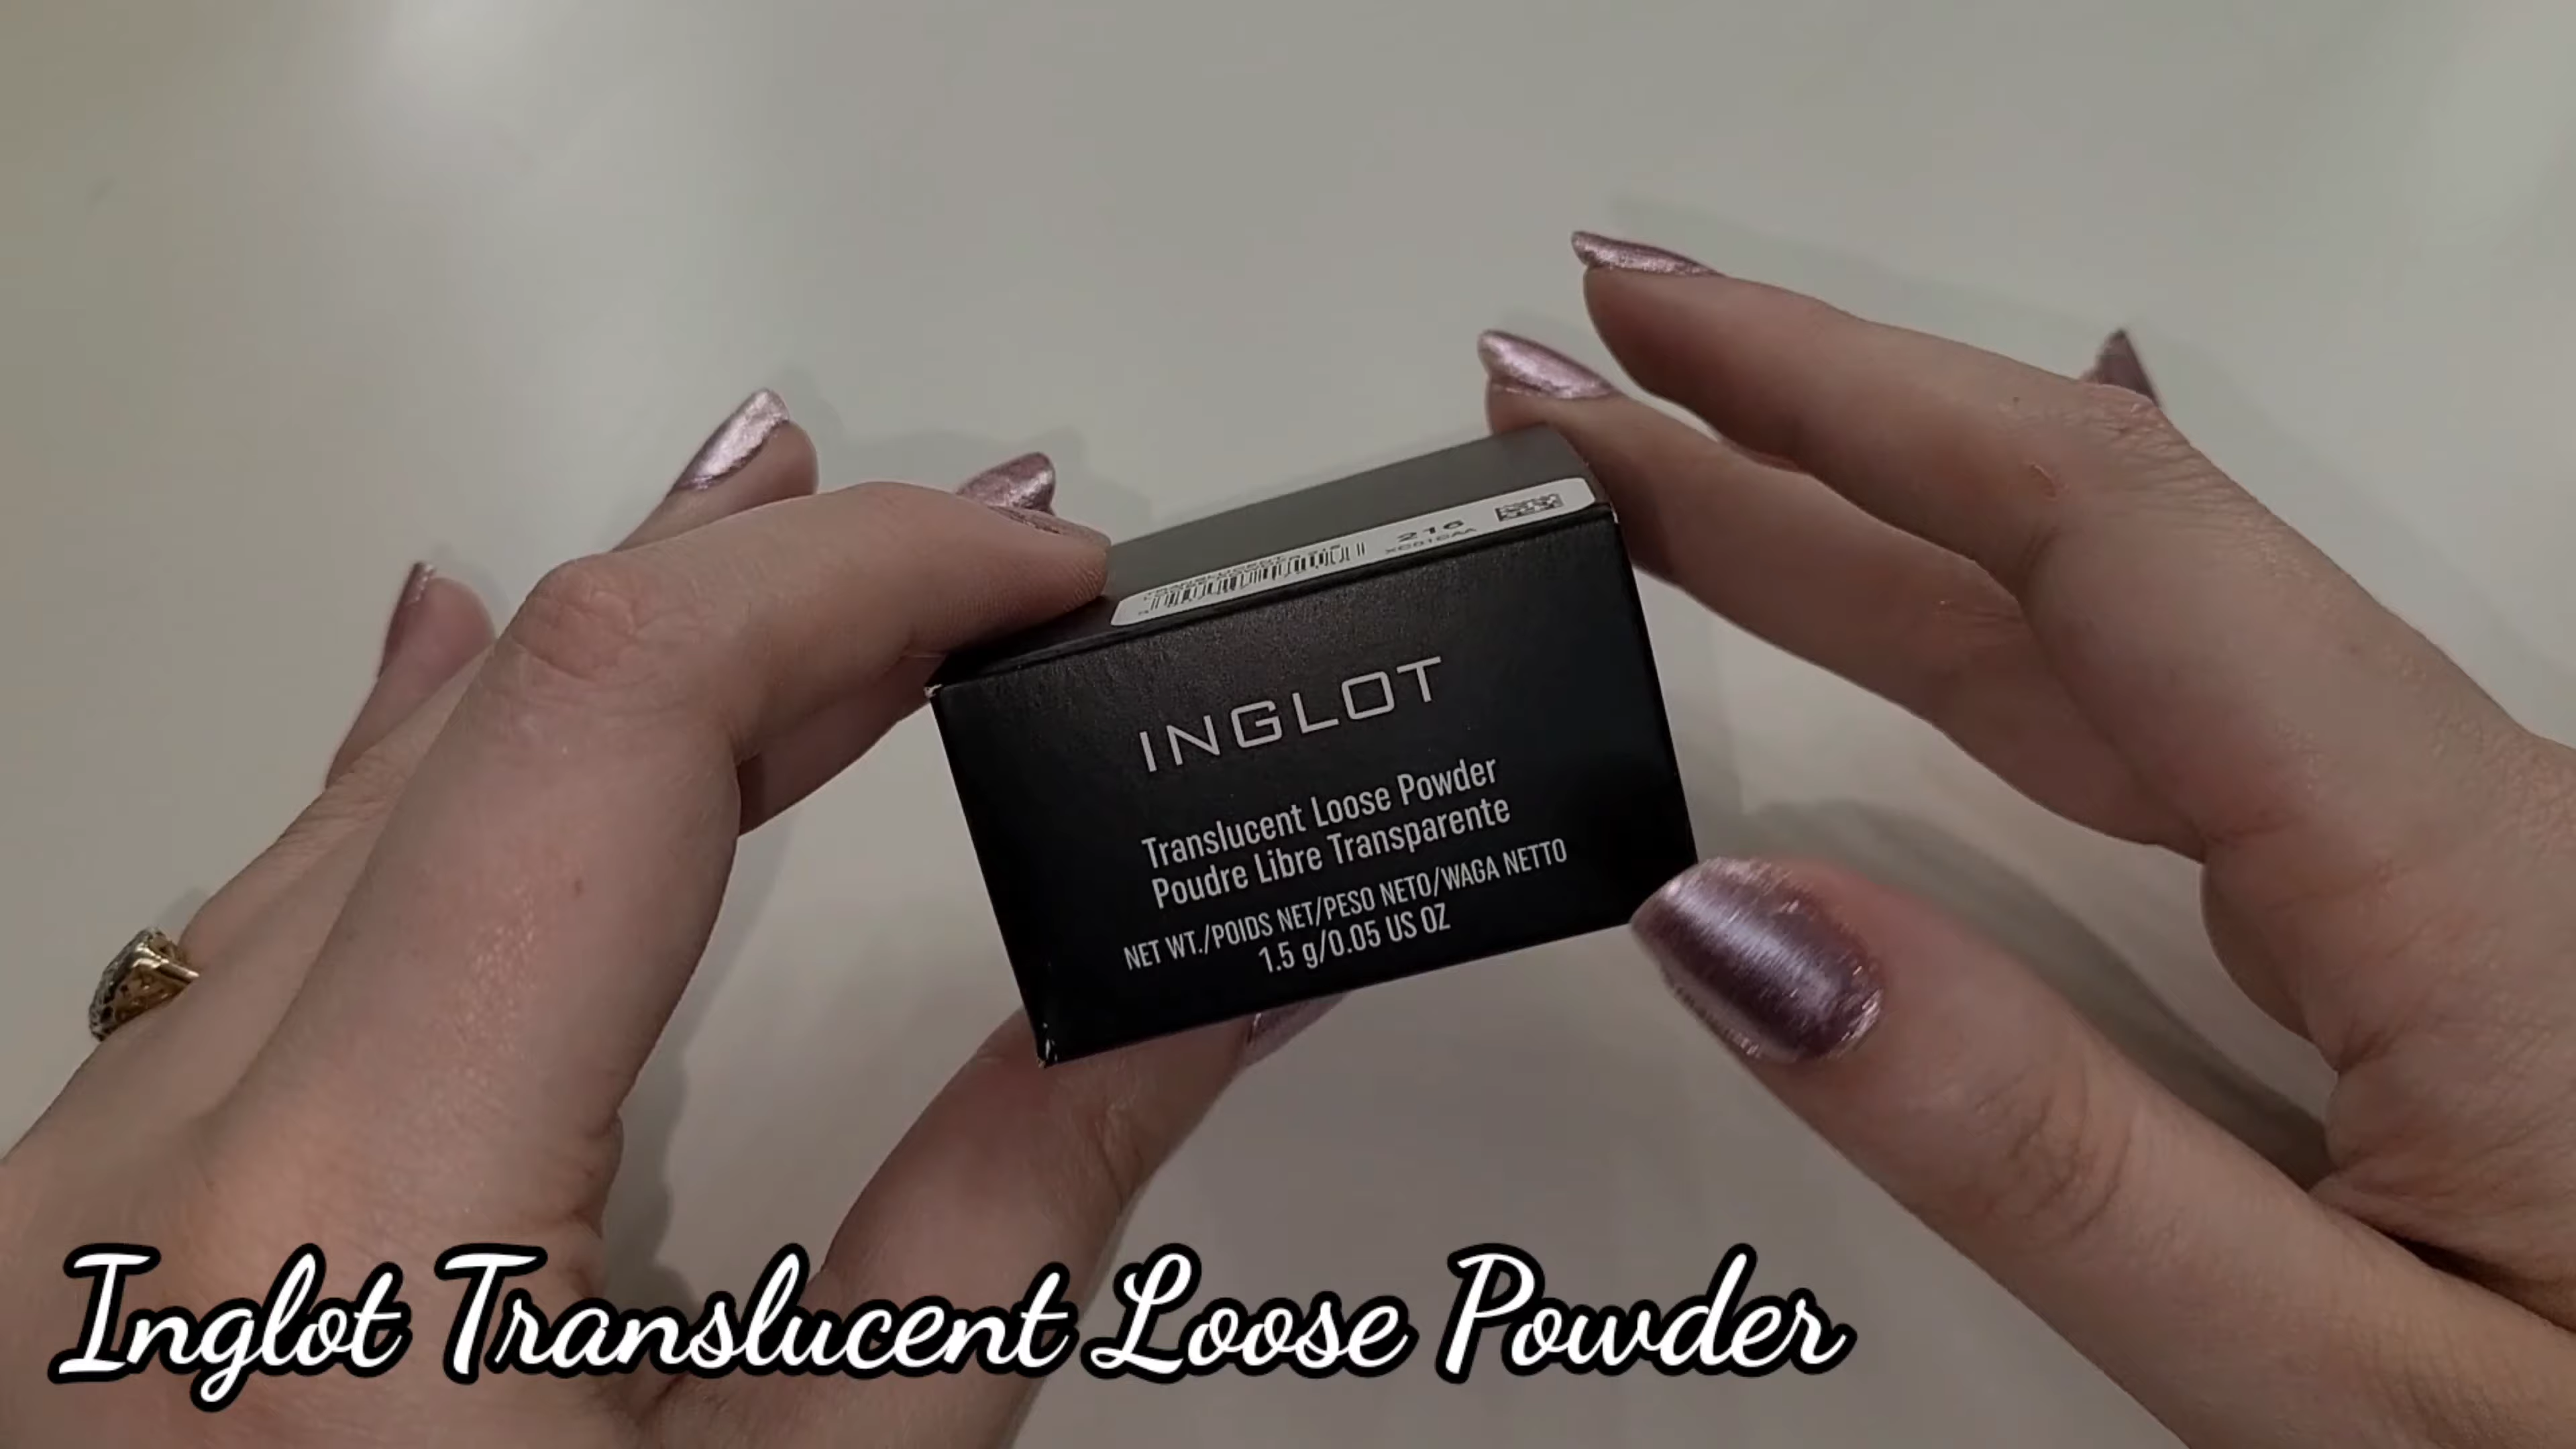 216
INGLOT
Translucent Loose Powder
Poudre Libre Transparente
NET WT./POIDS NET/PESO NETO/WAGA NETTO
1.5 g/0.05 US OZ
Inglot Translucent Loose Powder